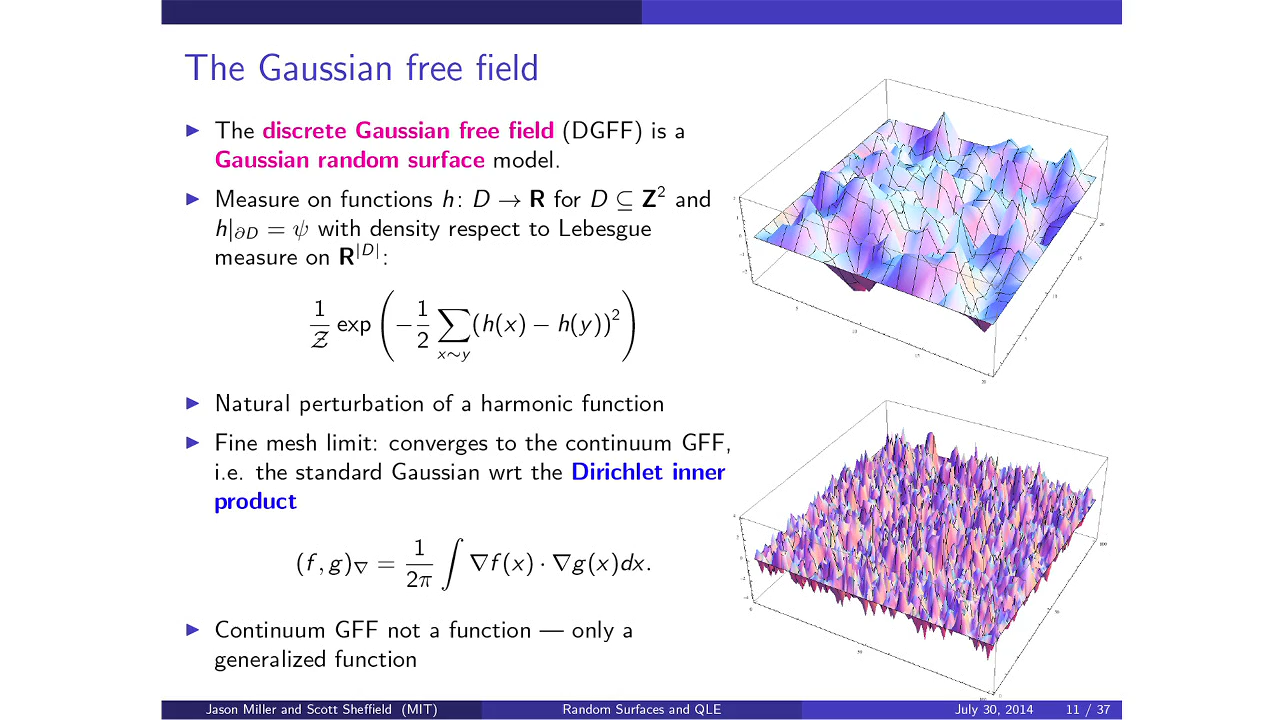 The Gaussian free field
▶ The discrete Gaussian free field (DGFF) is a
Gaussian random surface model.
▶ Measure on functions h: D → R for D ⊆ Z² and
h|∂D = ψ with density respect to Lebesgue
measure on R^|D|:
1/Z exp(−1/2 ∑_{x∼y} (h(x) − h(y))²)
▶ Natural perturbation of a harmonic function
▶ Fine mesh limit: converges to the continuum GFF,
i.e. the standard Gaussian wrt the Dirichlet inner
product
(f, g)_∇ = 1/2π ∫ ∇f(x) · ∇g(x)dx.
▶ Continuum GFF not a function — only a
generalized function
Jason Miller and Scott Sheffield (MIT) Random Surfaces and QLE July 30, 2014 11 / 37